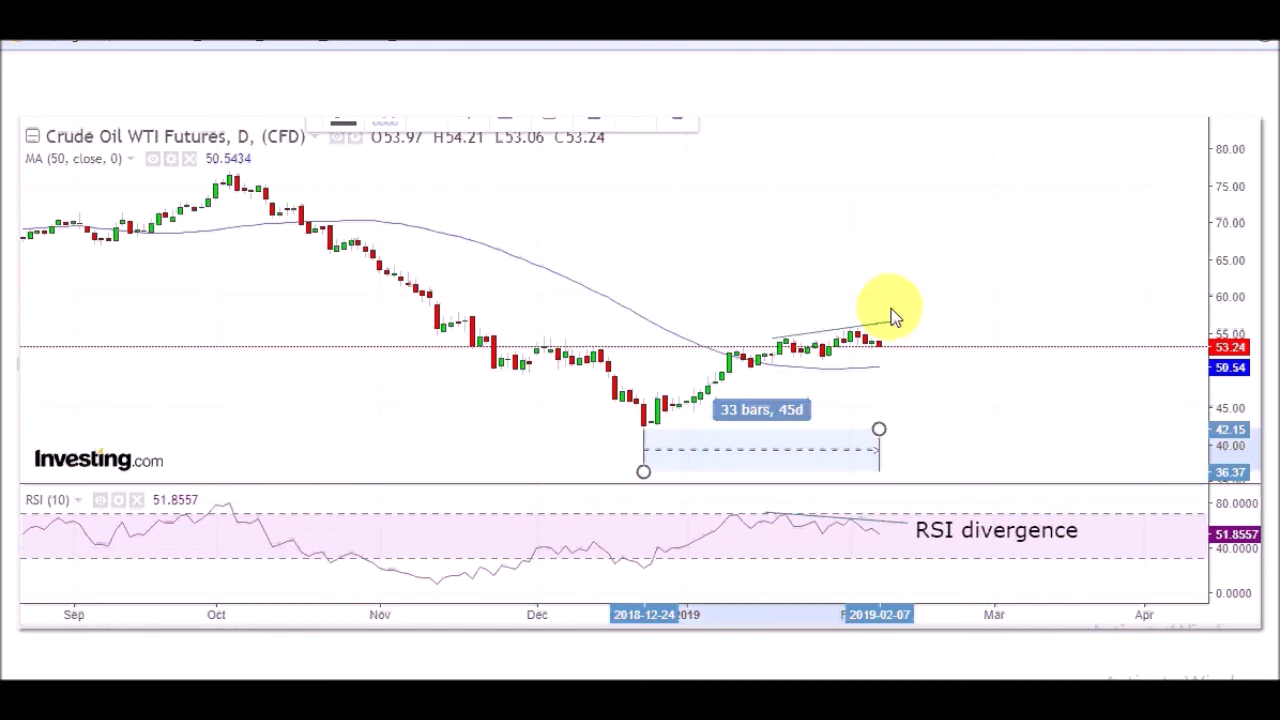 Crude Oil WTI Futures, D, (CFD) O53.97 H54.21 L53.06 C53.24
MA (50, close, 0) 50.5434
80.00
75.00
70.00
65.00
60.00
55.00
53.24
50.54
45.00
42.15
40.00
36.37
33 bars, 45d
Investing.com
RSI (10) 51.8557
RSI divergence
80.0000
51.8557
40.0000
0.0000
Sep Oct Nov Dec 2018-12-24 2019 2019-02-07 Mar Apr